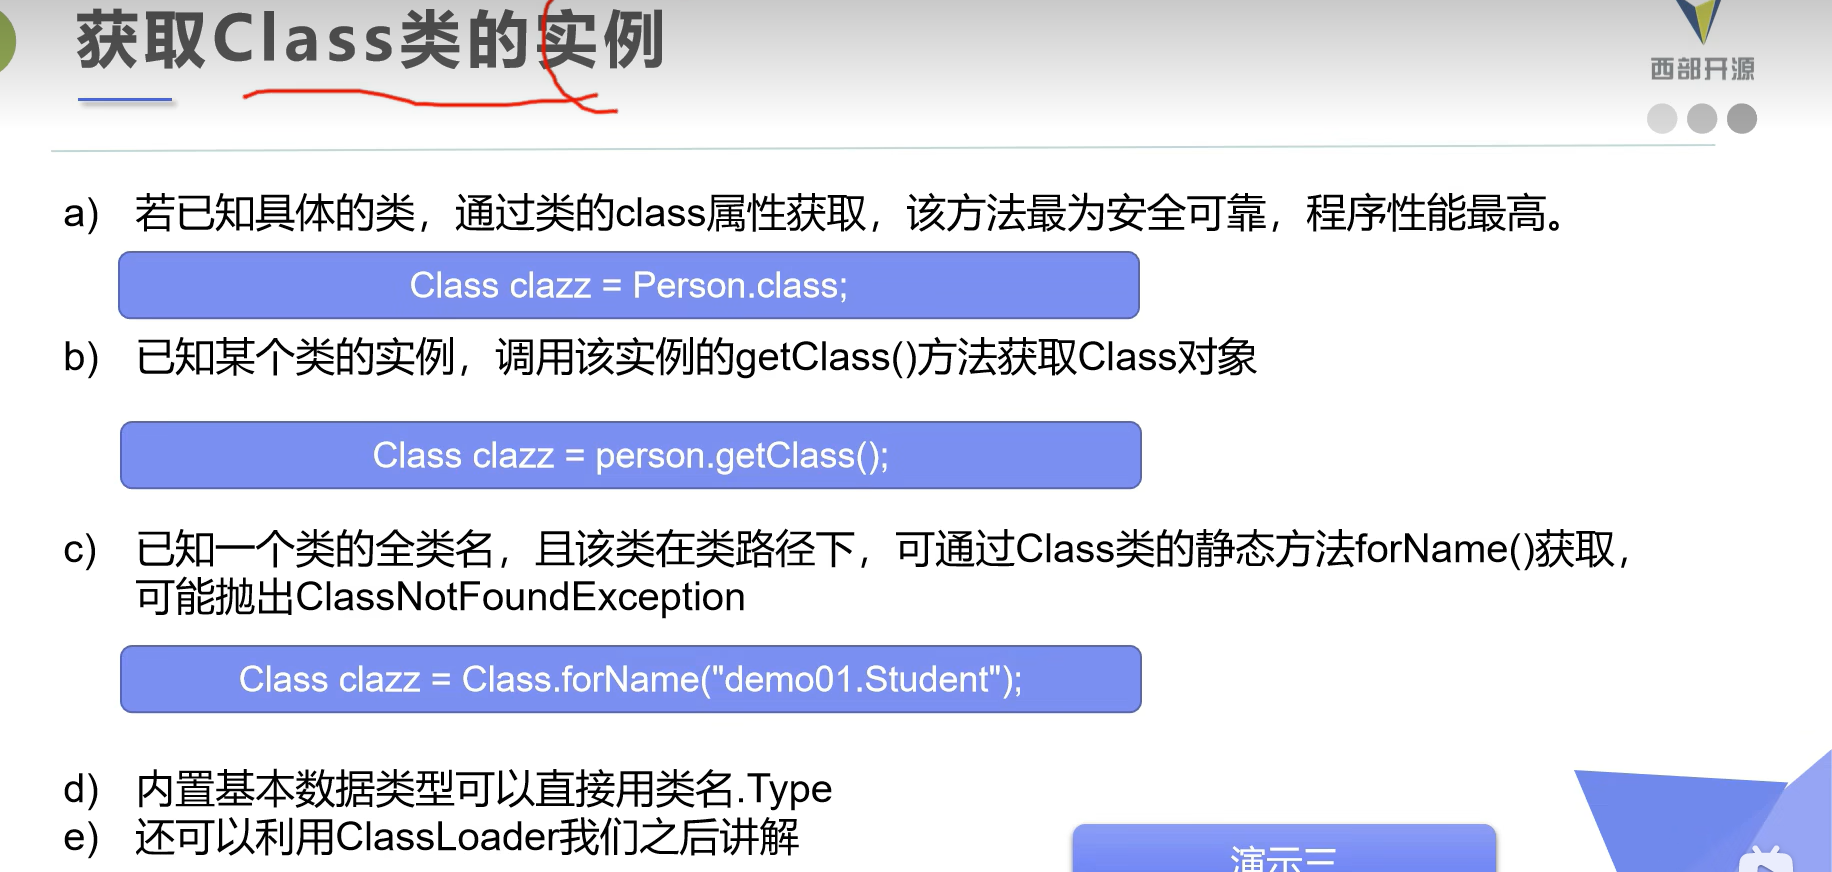 获取Class类的实例
西部开源
a) 若已知具体的类，通过类的class属性获取，该方法最为安全可靠，程序性能最高。
Class clazz = Person.class;
b) 已知某个类的实例，调用该实例的getClass()方法获取Class对象
Class clazz = person.getClass();
c) 已知一个类的全类名，且该类在类路径下，可通过Class类的静态方法forName()获取，
可能抛出ClassNotFoundException
Class clazz = Class.forName("demo01.Student");
d) 内置基本数据类型可以直接用类名.Type
e) 还可以利用ClassLoader我们之后讲解
演示三